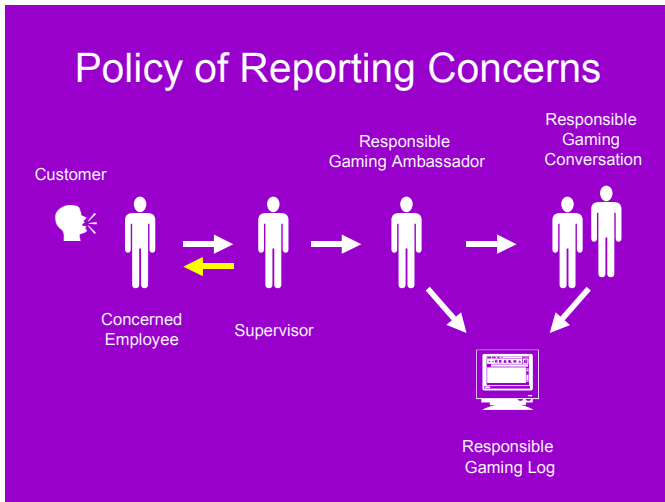 Policy of Reporting Concerns
Customer
Concerned
Employee
Supervisor
Responsible
Gaming Ambassador
Responsible
Gaming
Conversation
Responsible
Gaming Log